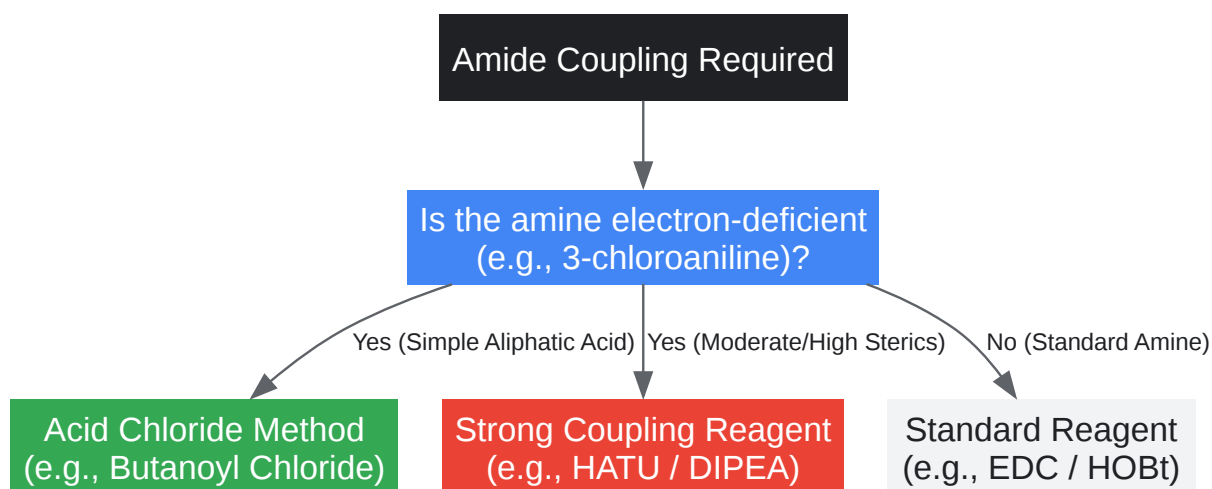 Amide Coupling Required
Is the amine electron-deficient
(e.g., 3-chloroaniline)?
Yes (Simple Aliphatic Acid)
Yes (Moderate/High Sterics)
No (Standard Amine)
Acid Chloride Method
(e.g., Butanoyl Chloride)
Strong Coupling Reagent
(e.g., HATU / DIPEA)
Standard Reagent
(e.g., EDC / HOBt)